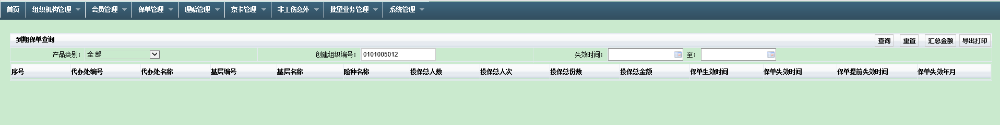 首页 组织机构管理 会员管理 保单管理 理赔管理 京卡管理 非工伤意外 批量业务管理 系统管理
到期保单查询 查询 重置 汇总金额 导出打印
产品类别： 全部 创建组织编号： 0101005012 失效时间： 至：
序号 代办处编号 代办处名称 基层编号 基层名称 险种名称 投保总人数 投保总人次 投保总份数 投保总金额 保单生效时间 保单失效时间 保单提前失效时间 保单失效年月